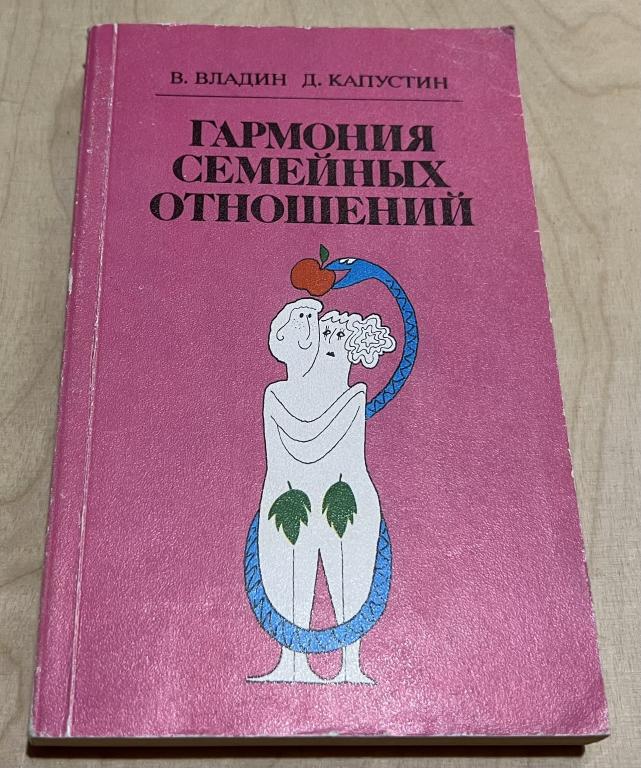 В. ВЛАДИН Д. КАПУСТИН
ГАРМОНИЯ
СЕМЕЙНЫХ
ОТНОШЕНИЙ